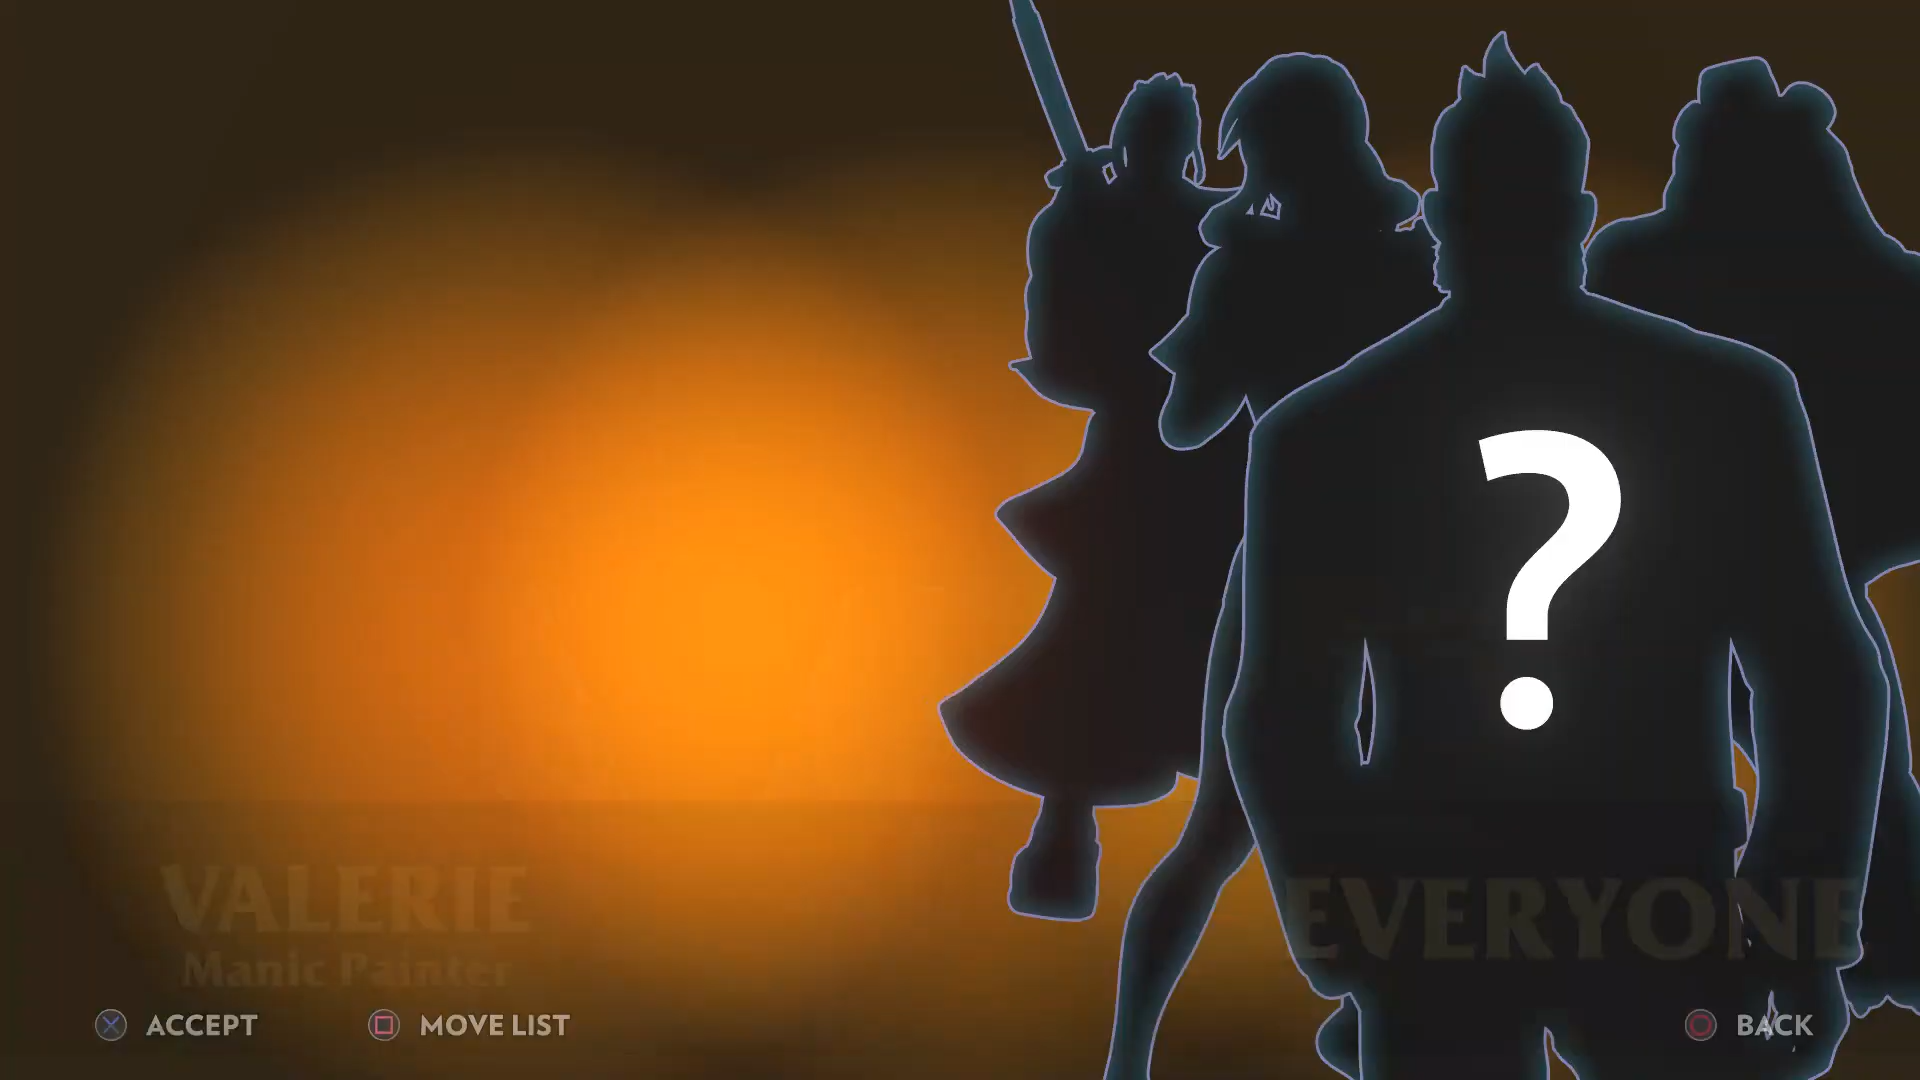 ?
VALERIE
Manic Painter
EVERYONE
ACCEPT
MOVE LIST
BACK